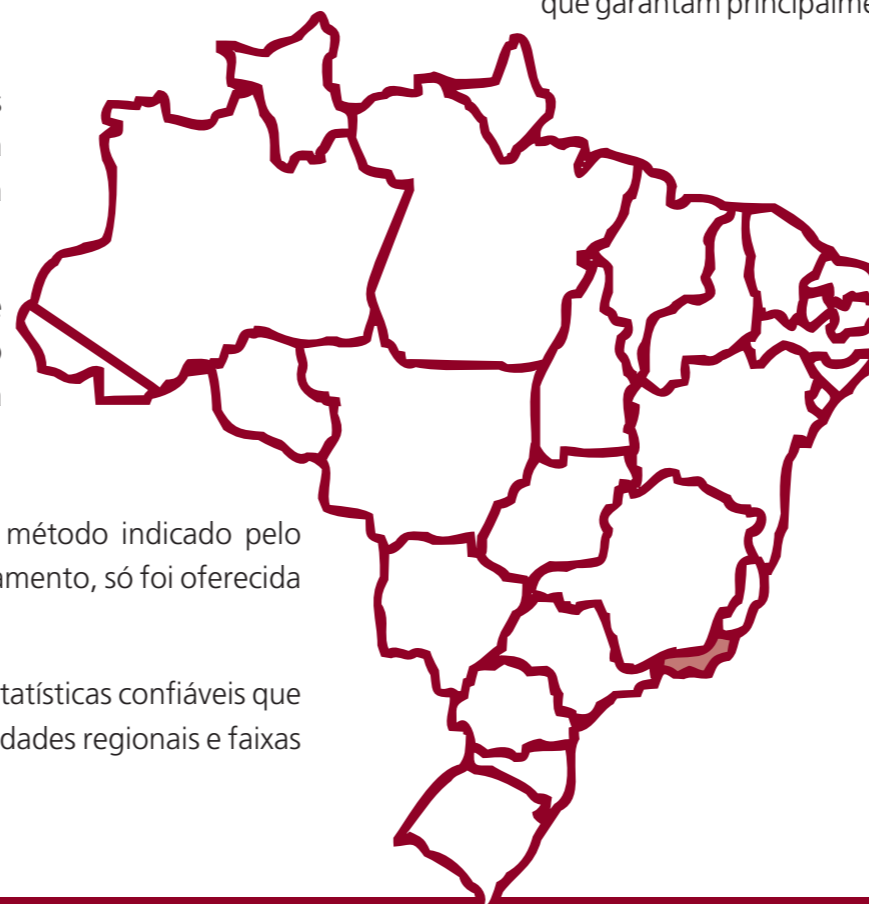 que garantam principalme
método indicado pelo
amento, só foi oferecida
tatísticas confiáveis que
dades regionais e faixas